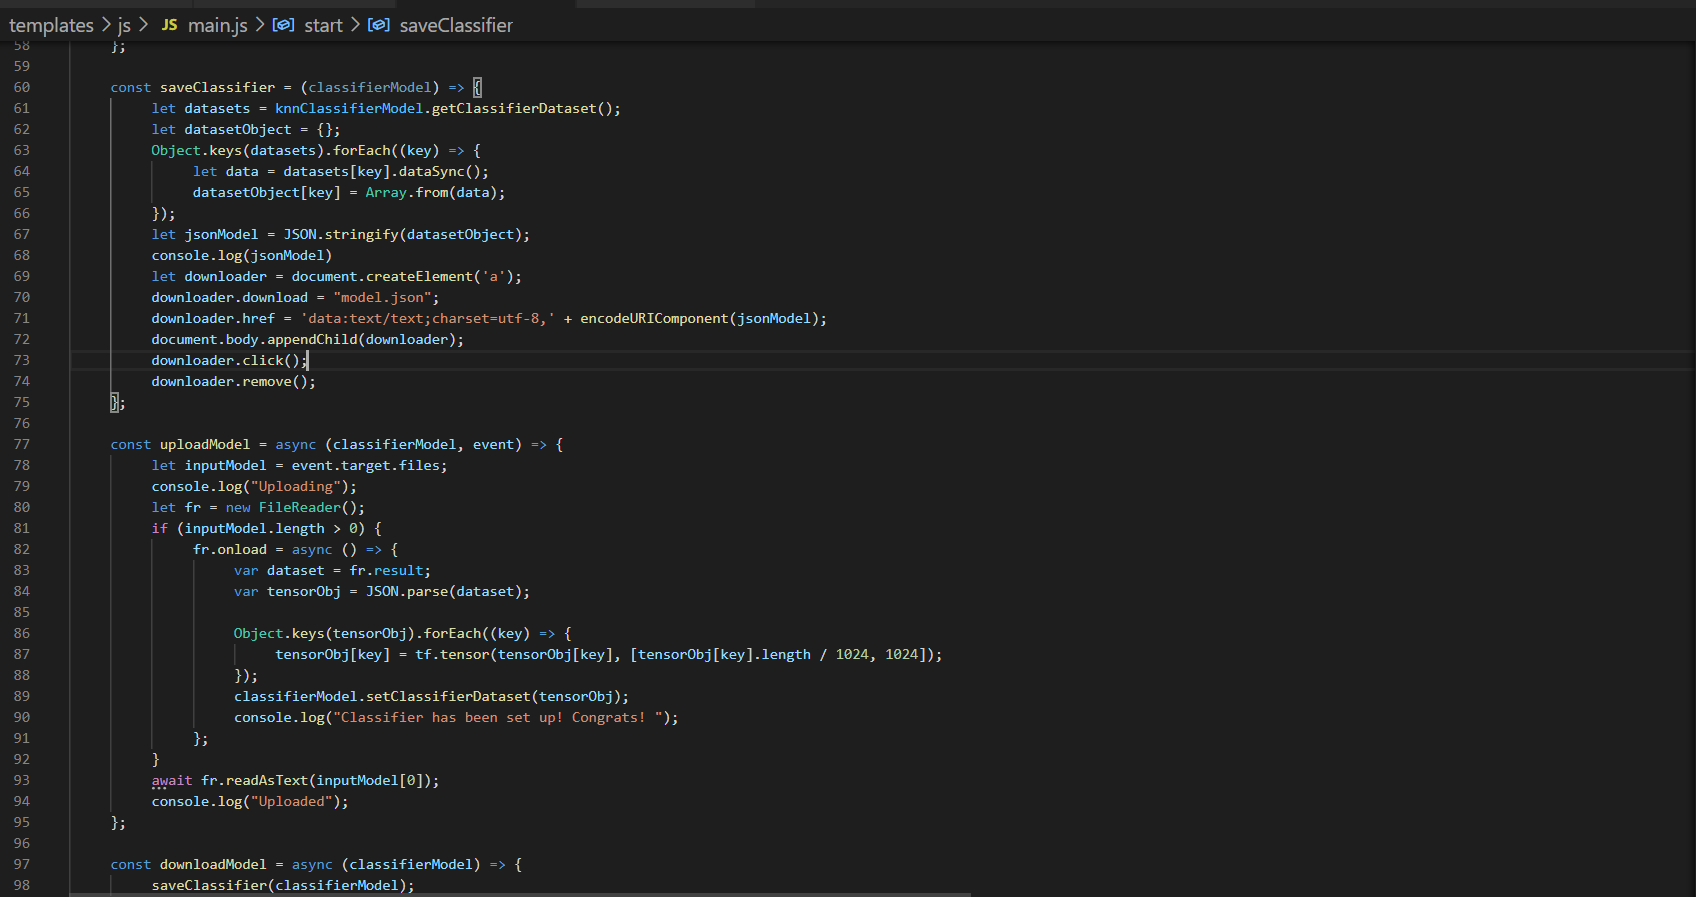 templates > js > JS main.js > start > saveClassifier
58 };
59
60 const saveClassifier = (classifierModel) => {
61 let datasets = knnClassifierModel.getClassifierDataset();
62 let datasetObject = {};
63 Object.keys(datasets).forEach((key) => {
64 let data = datasets[key].dataSync();
65 datasetObject[key] = Array.from(data);
66 });
67 let jsonModel = JSON.stringify(datasetObject);
68 console.log(jsonModel)
69 let downloader = document.createElement('a');
70 downloader.download = "model.json";
71 downloader.href = 'data:text/text;charset=utf-8,' + encodeURIComponent(jsonModel);
72 document.body.appendChild(downloader);
73 downloader.click();
74 downloader.remove();
75 };
76
77 const uploadModel = async (classifierModel, event) => {
78 let inputModel = event.target.files;
79 console.log("Uploading");
80 let fr = new FileReader();
81 if (inputModel.length > 0) {
82 fr.onload = async () => {
83 var dataset = fr.result;
84 var tensorObj = JSON.parse(dataset);
85
86 Object.keys(tensorObj).forEach((key) => {
87 tensorObj[key] = tf.tensor(tensorObj[key], [tensorObj[key].length / 1024, 1024]);
88 });
89 classifierModel.setClassifierDataset(tensorObj);
90 console.log("Classifier has been set up! Congrats! ");
91 };
92 }
93 await fr.readAsText(inputModel[0]);
94 console.log("Uploaded");
95 };
96
97 const downloadModel = async (classifierModel) => {
98 saveClassifier(classifierModel);